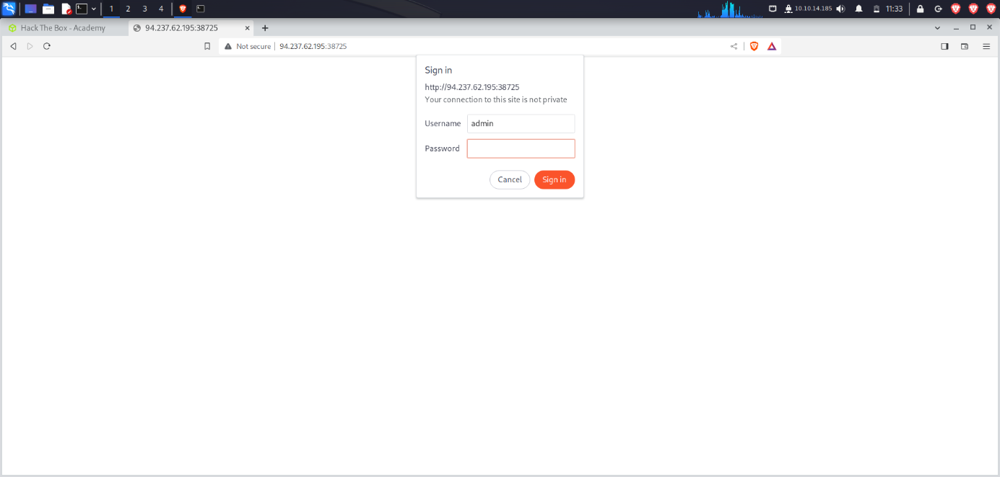 1 2 3 4 10.10.14.185 11:33
Hack The Box - Academy 94.237.62.195:38725
Not secure 94.237.62.195:38725
Sign in
http://94.237.62.195:38725
Your connection to this site is not private
Username admin
Password
Cancel Sign in